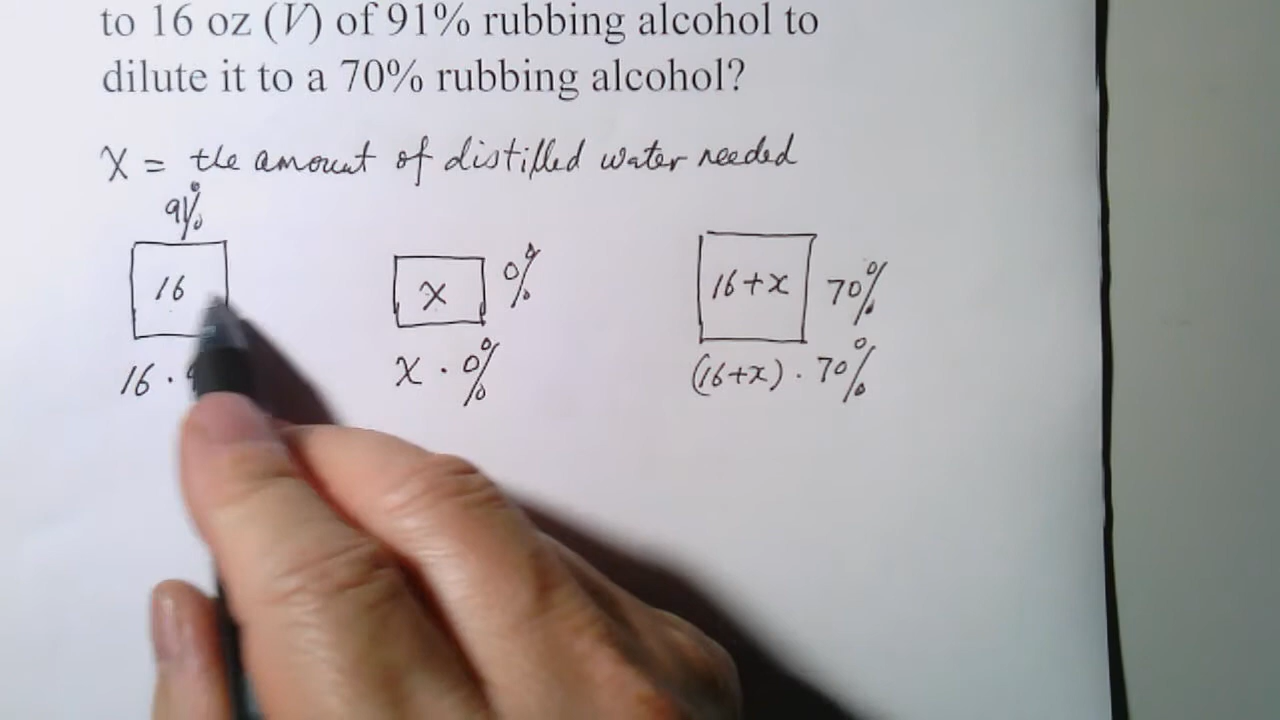 to 16 oz (V) of 91% rubbing alcohol to
dilute it to a 70% rubbing alcohol?
X = the amount of distilled water needed
91%
16
x
0%
16+x
70%
16 ·
x · 0%
(16+x) · 70%